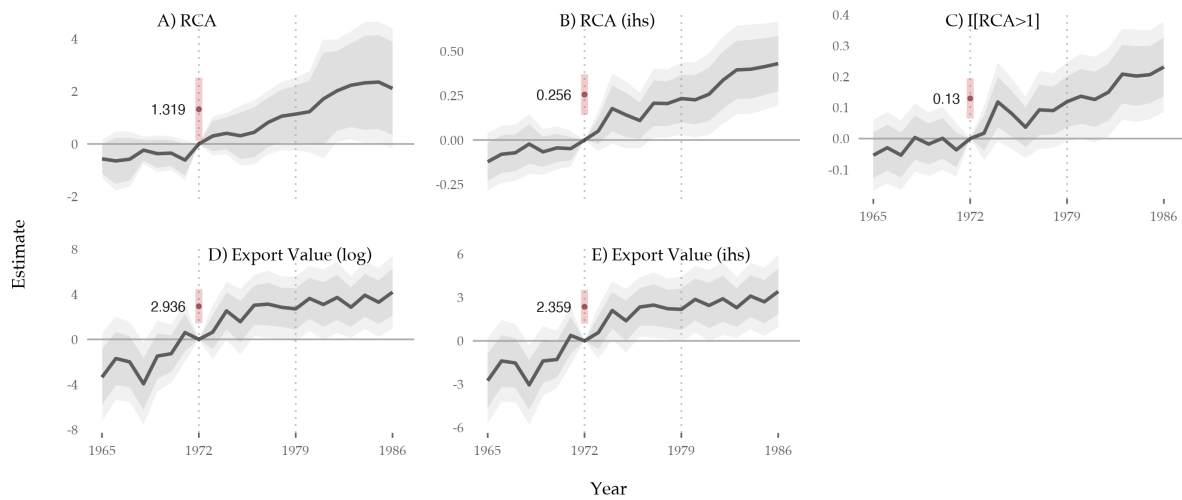 A) RCA
B) RCA (ihs)
C) I[RCA>1]
4
2
0
-2
1.319
0.50
0.25
0.00
-0.25
0.256
0.4
0.3
0.2
0.1
0.0
-0.1
0.13
1965 1972 1979 1986
D) Export Value (log)
E) Export Value (ihs)
8
4
0
-4
-8
2.936
1965 1972 1979 1986
6
3
0
-3
-6
2.359
1965 1972 1979 1986
Estimate
Year